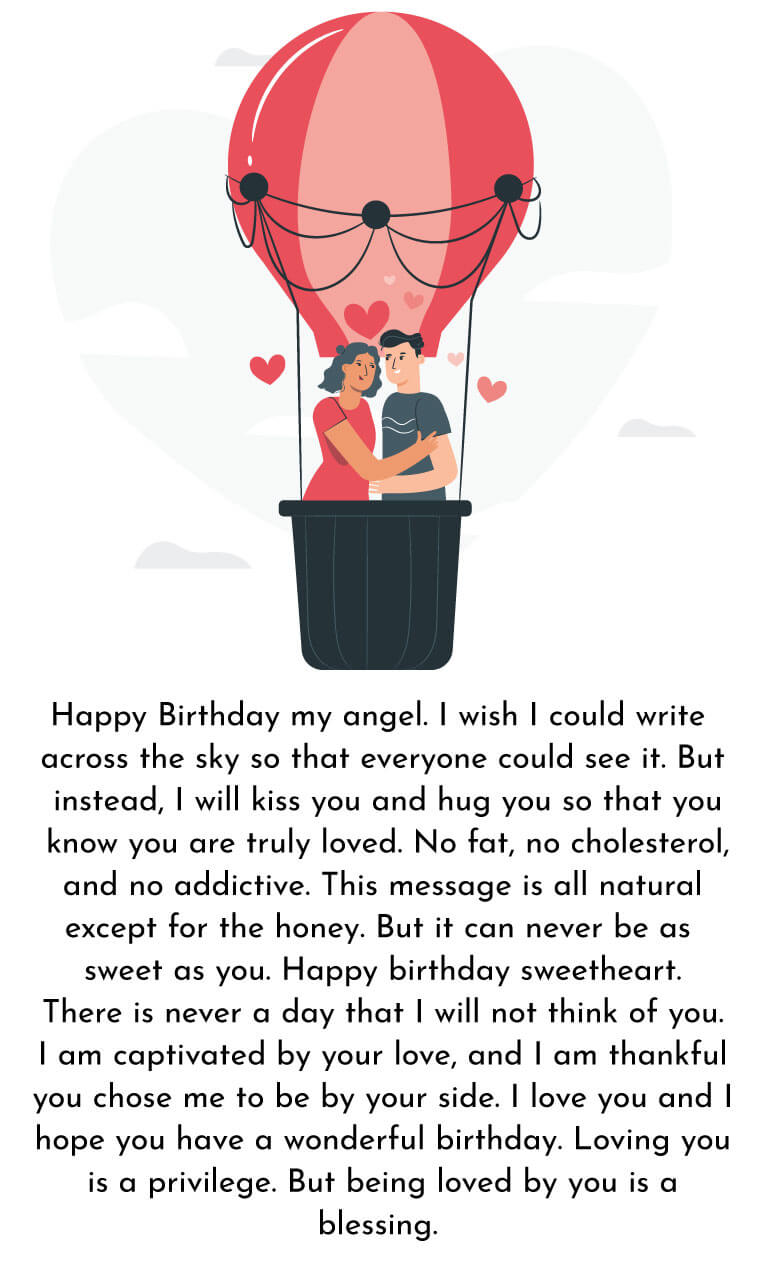 Happy Birthday my angel. I wish I could write
across the sky so that everyone could see it. But
instead, I will kiss you and hug you so that you
know you are truly loved. No fat, no cholesterol,
and no addictive. This message is all natural
except for the honey. But it can never be as
sweet as you. Happy birthday sweetheart.
There is never a day that I will not think of you.
I am captivated by your love, and I am thankful
you chose me to be by your side. I love you and I
hope you have a wonderful birthday. Loving you
is a privilege. But being loved by you is a
blessing.